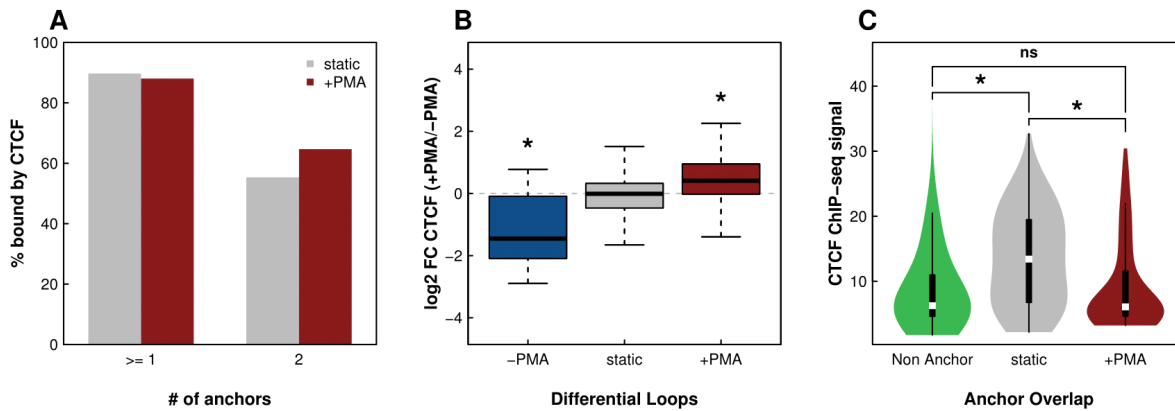 A
% bound by CTCF
100
80
60
40
20
0
static
+PMA
>= 1
2
# of anchors
B
log2 FC CTCF (+PMA/−PMA)
4
2
0
−2
−4
*
*
−PMA
static
+PMA
Differential Loops
C
CTCF ChIP−seq signal
40
30
20
10
ns
*
*
Non Anchor
static
+PMA
Anchor Overlap